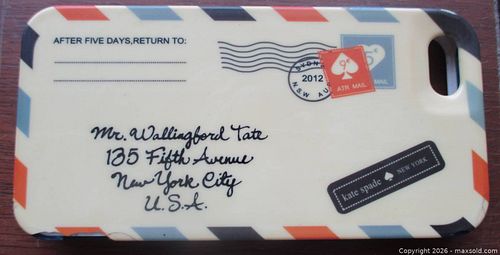 AFTER FIVE DAYS,RETURN TO:
2012
AIR MAIL
Mr. Wallingford Tate
135 Fifth Avenue
New York City
U.S.A.
kate spade NEW YORK
Copyright 2026 - maxsold.com